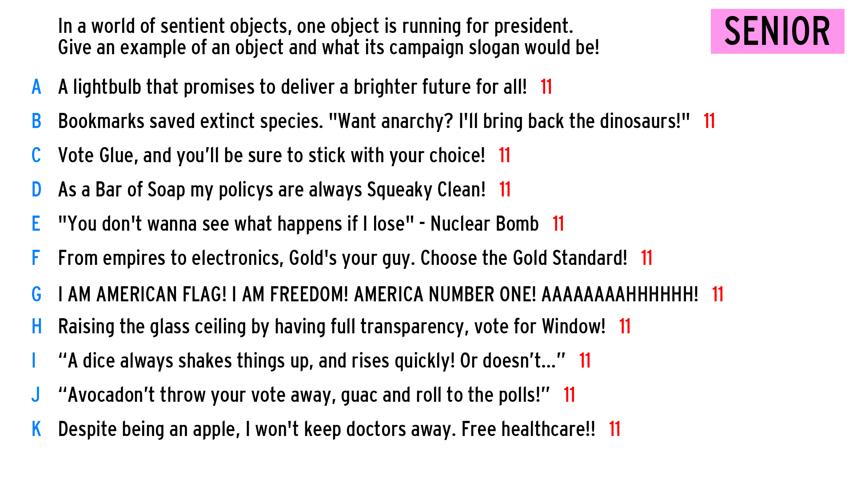 In a world of sentient objects, one object is running for president.
Give an example of an object and what its campaign slogan would be!
SENIOR
A A lightbulb that promises to deliver a brighter future for all! 11
B Bookmarks saved extinct species. "Want anarchy? I'll bring back the dinosaurs!" 11
C Vote Glue, and you’ll be sure to stick with your choice! 11
D As a Bar of Soap my policys are always Squeaky Clean! 11
E "You don't wanna see what happens if I lose" - Nuclear Bomb 11
F From empires to electronics, Gold's your guy. Choose the Gold Standard! 11
G I AM AMERICAN FLAG! I AM FREEDOM! AMERICA NUMBER ONE! AAAAAAAAHHHHHH! 11
H Raising the glass ceiling by having full transparency, vote for Window! 11
I “A dice always shakes things up, and rises quickly! Or doesn’t...” 11
J “Avocadon’t throw your vote away, guac and roll to the polls!” 11
K Despite being an apple, I won't keep doctors away. Free healthcare!! 11